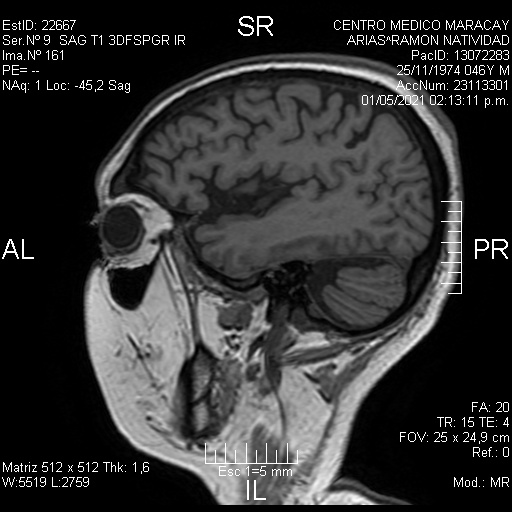 EstID: 22667
Ser.Nº 9 SAG T1 3DFSPGR IR
Ima.Nº 161
PE= --
NAq: 1 Loc: -45,2 Sag
SR
CENTRO MEDICO MARACAY
ARIAS^RAMON NATIVIDAD
PacID: 13072283
25/11/1974 046Y M
AccNum: 23113301
01/05/2021 02:13:11 p.m.
AL
PR
FA: 20
TR: 15 TE: 4
FOV: 25 x 24,9 cm
Ref.: 0
Matriz 512 x 512 Thk: 1,6
W:5519 L:2759
Esc 1=5 mm
IL
Mod.: MR